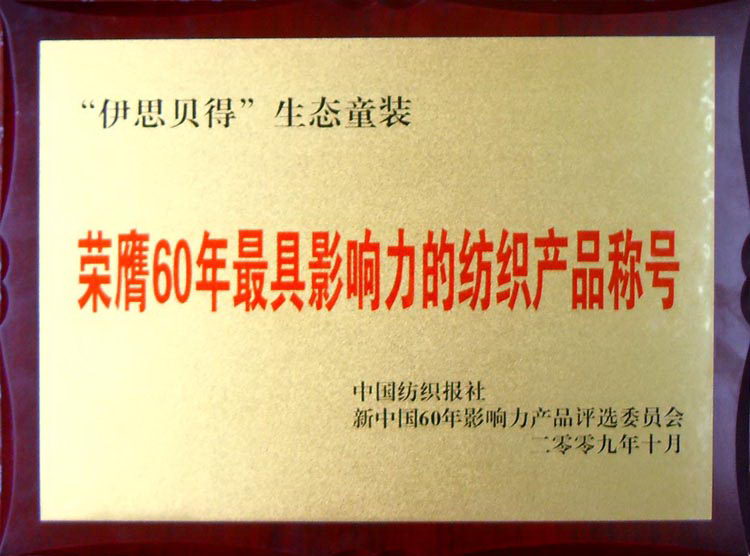 “伊思贝得”生态童装
荣膺60年最具影响力的纺织产品称号
中国纺织报社
新中国60年影响力产品评选委员会
二零零九年十月